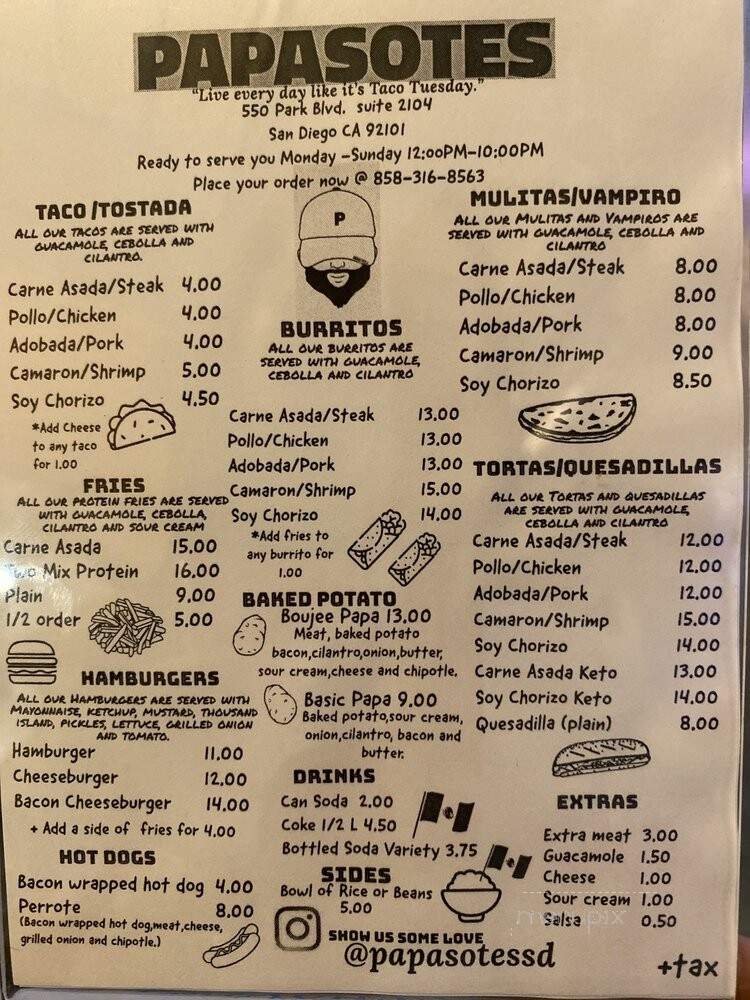 PAPASOTES
"Live every day like it's Taco Tuesday."
550 Park Blvd. suite 2104
San Diego CA 92101
Ready to serve you Monday -Sunday 12:00PM-10:00PM
Place your order now @ 858-316-8563
TACO /TOSTADA
ALL OUR TACOS ARE SERVED WITH
GUACAMOLE, CEBOLLA AND
CILANTRO.
Carne Asada/Steak 4.00
Pollo/Chicken 4.00
Adobada/Pork 4.00
Camaron/Shrimp 5.00
Soy Chorizo 4.50
*Add Cheese
to any taco
for 1.00
FRIES
ALL OUR PROTEIN FRIES ARE SERVED
WITH GUACAMOLE, CEBOLLA,
CILANTRO AND SOUR CREAM
Carne Asada 15.00
Two Mix Protein 16.00
Plain 9.00
1/2 order 5.00
HAMBURGERS
ALL OUR HAMBURGERS ARE SERVED WITH
MAYONNAISE, KETCHUP, MUSTARD, THOUSAND
ISLAND, PICKLES, LETTUCE, GRILLED ONION
AND TOMATO.
Hamburger 11.00
Cheeseburger 12.00
Bacon Cheeseburger 14.00
+ Add a side of fries for 4.00
HOT DOGS
Bacon wrapped hot dog 4.00
Perrote 8.00
(Bacon wrapped hot dog,meat,cheese,
grilled onion and chipotle.)
P
BURRITOS
ALL OUR BURRITOS ARE
SERVED WITH GUACAMOLE,
CEBOLLA AND CILANTRO
Carne Asada/Steak 13.00
Pollo/Chicken 13.00
Adobada/Pork 13.00
Camaron/Shrimp 15.00
Soy Chorizo 14.00
*Add fries to
any burrito for
1.00
BAKED POTATO
Boujee Papa 13.00
Meat, baked potato
bacon,cilantro,onion,butter,
sour cream,cheese and chipotle.
Basic Papa 9.00
Baked potato,sour cream,
onion,cilantro, bacon and
butter.
DRINKS
Can Soda 2.00
Coke 1/2 L 4.50
Bottled Soda Variety 3.75
SIDES
Bowl of Rice or Beans
5.00
SHOW US SOME LOVE
@papasotessd
MULITAS/VAMPIRO
ALL OUR MULITAS AND VAMPIROS ARE
SERVED WITH GUACAMOLE, CEBOLLA AND
CILANTRO
Carne Asada/Steak 8.00
Pollo/Chicken 8.00
Adobada/Pork 8.00
Camaron/Shrimp 9.00
Soy Chorizo 8.50
TORTAS/QUESADILLAS
ALL OUR TORTAS AND QUESADILLAS
ARE SERVED WITH GUACAMOLE,
CEBOLLA AND CILANTRO
Carne Asada/Steak 12.00
Pollo/Chicken 12.00
Adobada/Pork 12.00
Camaron/Shrimp 15.00
Soy Chorizo 14.00
Carne Asada Keto 13.00
Soy Chorizo Keto 14.00
Quesadilla (plain) 8.00
EXTRAS
Extra meat 3.00
Guacamole 1.50
Cheese 1.00
Sour cream 1.00
Salsa 0.50
+tax